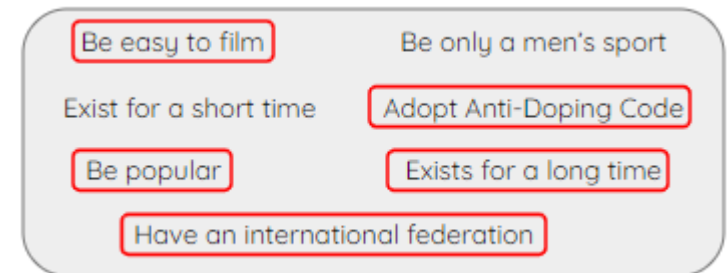 Be easy to film
Be only a men's sport
Exist for a short time
Adopt Anti-Doping Code
Be popular
Exists for a long time
Have an international federation